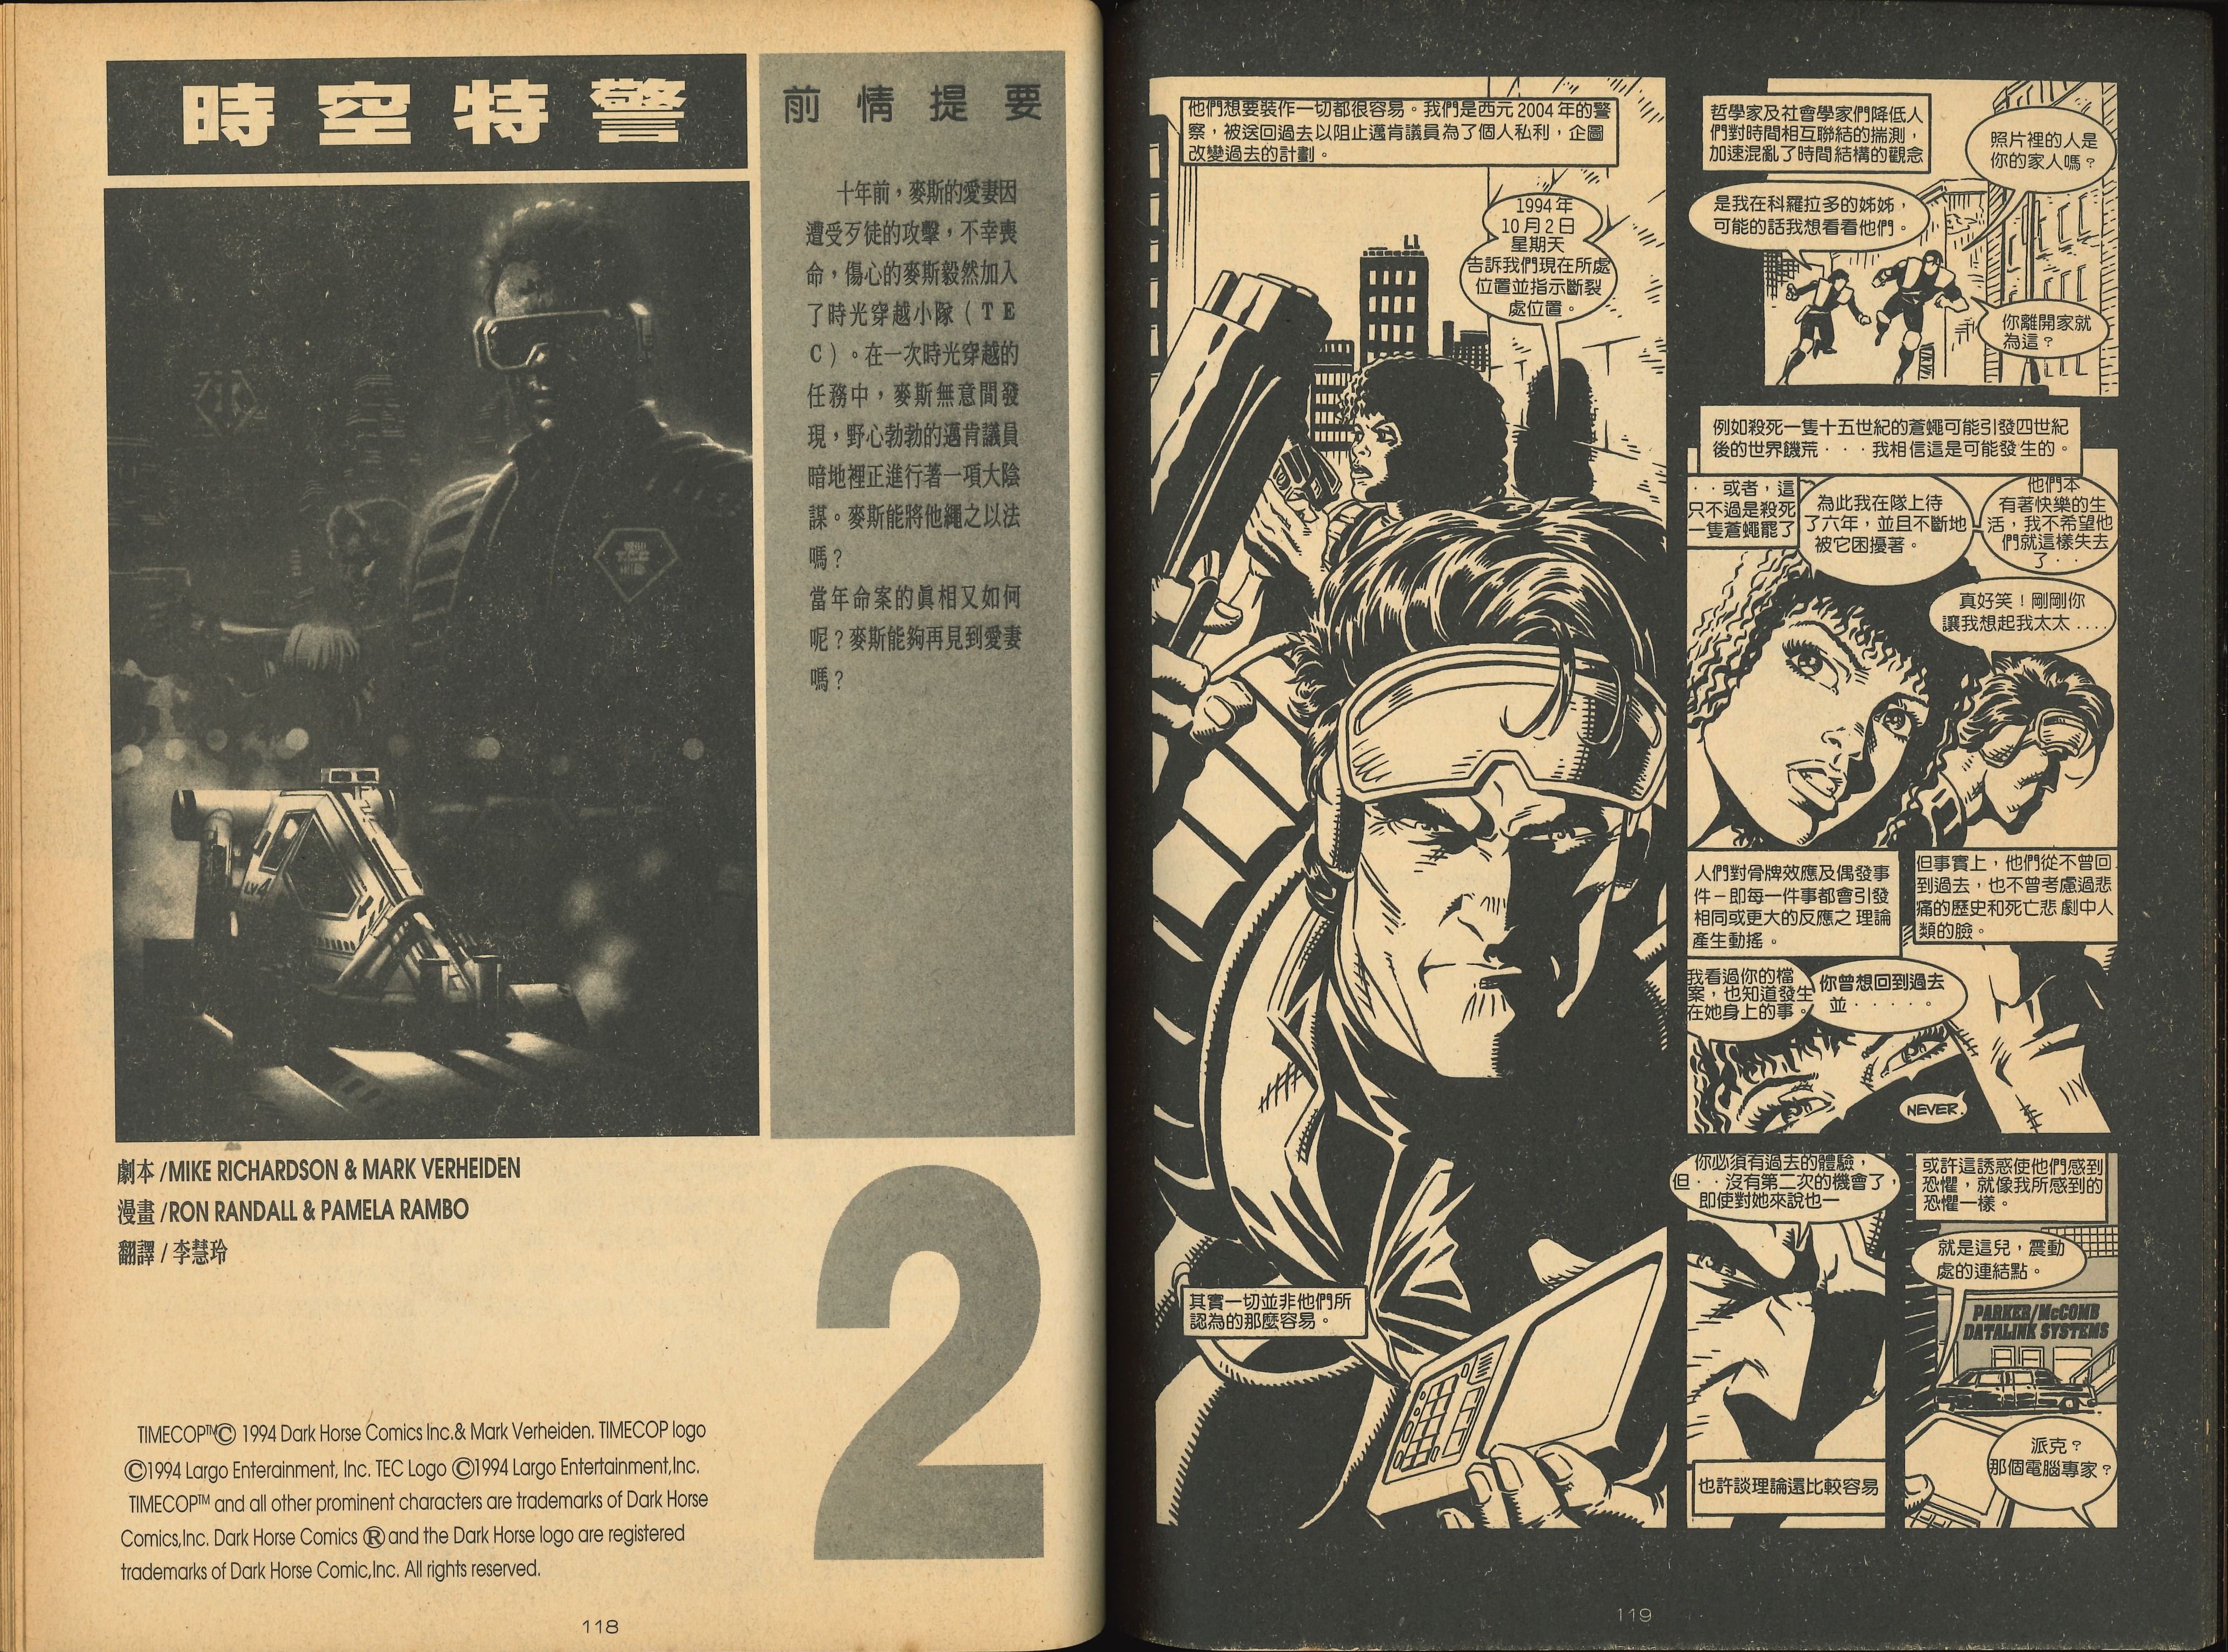 時空特警
前情提要
十年前，麥斯的愛妻因
遭受歹徒的攻擊，不幸喪
命，傷心的麥斯毅然加入
了時光穿越小隊（TE
C）。在一次時光穿越的
任務中，麥斯無意間發
現，野心勃勃的邁肯議員
暗地裡正進行著一項大陰
謀。麥斯能將他繩之以法
嗎？
當年命案的眞相又如何
呢？麥斯能夠再見到愛妻
嗎？
LV4
劇本/MIKE RICHARDSON & MARK VERHEIDEN
漫畫/RON RANDALL & PAMELA RAMBO
翻譯/李慧玲
2
TIMECOP™© 1994 Dark Horse Comics Inc.& Mark Verheiden. TIMECOP logo
©1994 Largo Enterainment, Inc. TEC Logo ©1994 Largo Entertainment,Inc.
TIMECOP™ and all other prominent characters are trademarks of Dark Horse
Comics,Inc. Dark Horse Comics ® and the Dark Horse logo are registered
trademarks of Dark Horse Comic,Inc. All rights reserved.
118
他們想要裝作一切都很容易。我們是西元2004年的警
察，被送回過去以阻止邁肯議員為了個人私利，企圖
改變過去的計劃。
1994年
10月2日
星期天
告訴我們現在所處
位置並指示斷裂
處位置。
其實一切並非他們所
認為的那麼容易。
哲學家及社會學家們降低人
們對時間相互聯結的揣測，
加速混亂了時間結構的觀念
照片裡的人是
你的家人嗎？
是我在科羅拉多的姊姊，
可能的話我想看看他們。
你離開家就
為這？
例如殺死一隻十五世紀的蒼蠅可能引發四世紀
後的世界饑荒．．．我相信這是可能發生的。
．．或者，這
只不過是殺死
一隻蒼蠅罷了
為此我在隊上待
了六年，並且不斷地
被它困擾著。
他們本
有著快樂的生
活，我不希望他
們就這樣失去
了．．．
真好笑！剛剛你
讓我想起我太太．．．．
人們對骨牌效應及偶發事
件－即每一件事都會引發
相同或更大的反應之理論
產生動搖。
但事實上，他們從不曾回
到過去，也不曾考慮過悲
痛的歷史和死亡悲劇中人
類的臉。
我看過你的檔
案，也知道發生
在她身上的事。
你曾想回到過去
並．．．．．。
NEVER.
你必須有過去的體驗，
但．．沒有第二次的機會了，
即使對她來說也一
也許談理論還比較容易
或許這誘惑使他們感到
恐懼，就像我所感到的
恐懼一樣。
就是這兒，震動
處的連結點。
PARKER/McCOMB
DATALINK SYSTEMS
派克？
那個電腦專家？
119